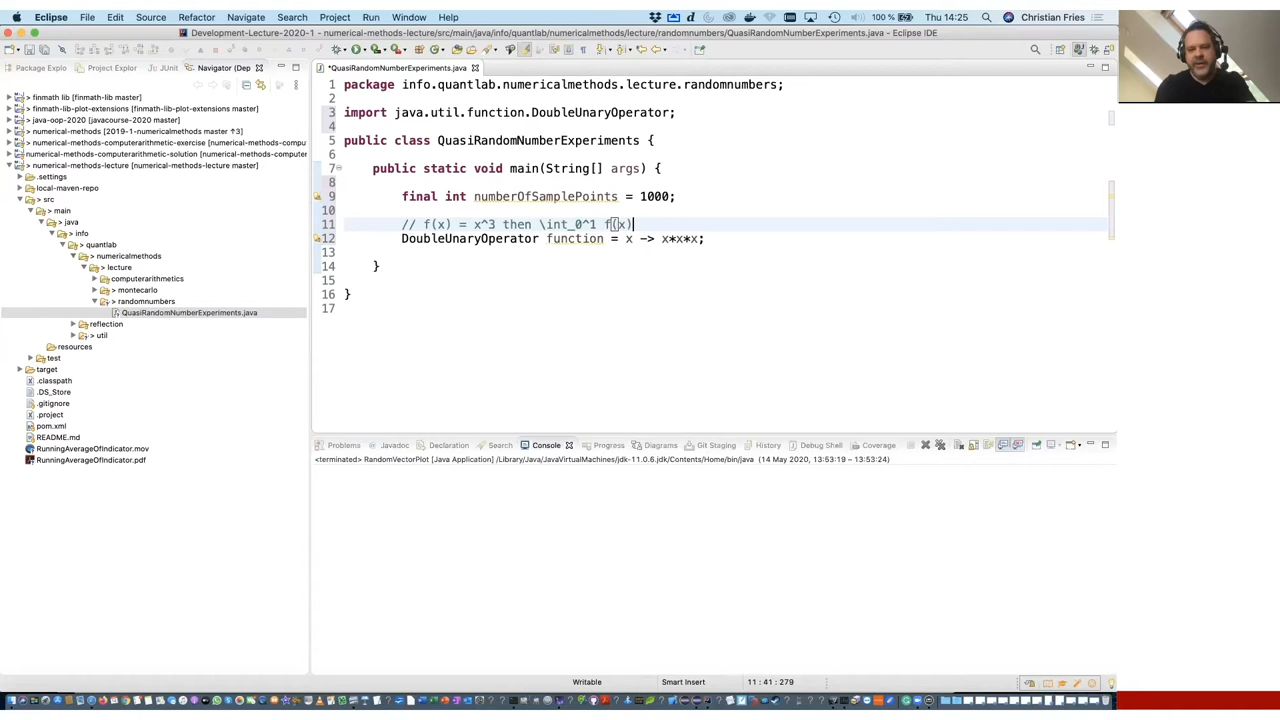 Eclipse File Edit Source Refactor Navigate Search Project Run Window Help 100 % Thu 14:25 Christian Fries
Development-Lecture-2020-1 - numerical-methods-lecture/src/main/java/info/quantlab/numericalmethods/lecture/randomnumbers/QuasiRandomNumberExperiments.java - Eclipse IDE
Package Explo Project Explor JUnit Navigator (Dep
*QuasiRandomNumberExperiments.java
> finmath lib [finmath-lib master]
> finmath-lib-plot-extensions [finmath-lib-plot-extensions master]
> java-oop-2020 [javacourse-2020 master]
> numerical-methods [2019-1-numericalmethods master ↑3]
> numerical-methods-computerarithmetic-exercise [numerical-methods-compu
numerical-methods-computerarithmetic-solution [numerical-methods-computer
> numerical-methods-lecture [numerical-methods-lecture master]
.settings
local-maven-repo
> src
> main
> java
> info
> quantlab
> numericalmethods
> lecture
computerarithmetics
> montecarlo
> randomnumbers
QuasiRandomNumberExperiments.java
reflection
> util
resources
test
target
.classpath
.DS_Store
.gitignore
.project
pom.xml
README.md
RunningAverageOfIndicator.mov
RunningAverageOfIndicator.pdf
1 package info.quantlab.numericalmethods.lecture.randomnumbers;
2
3 import java.util.function.DoubleUnaryOperator;
4
5 public class QuasiRandomNumberExperiments {
6
7 public static void main(String[] args) {
8
9 final int numberOfSamplePoints = 1000;
10
11 // f(x) = x^3 then \int_0^1 f(x)
12 DoubleUnaryOperator function = x -> x*x*x;
13
14 }
15
16 }
17
Problems Javadoc Declaration Search Console Progress Diagrams Git Staging History Debug Shell Coverage
<terminated> RandomVectorPlot [Java Application] /Library/Java/JavaVirtualMachines/jdk-11.0.6.jdk/Contents/Home/bin/java (14 May 2020, 13:53:19 – 13:53:24)
Writable Smart Insert 11 : 41 : 279